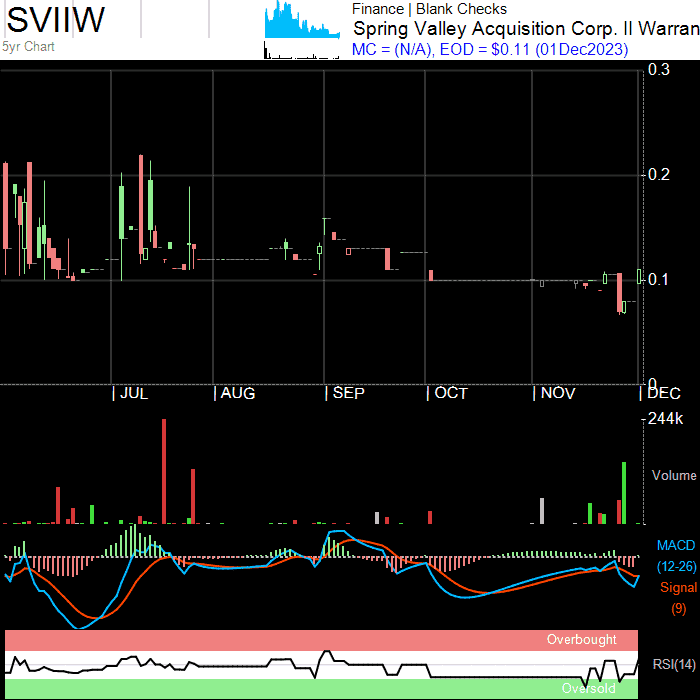 SVIIW
5yr Chart
Finance | Blank Checks
Spring Valley Acquisition Corp. II Warran
MC = (N/A), EOD = $0.11 (01Dec2023)
0.3
0.2
0.1
0
JUL AUG SEP OCT NOV DEC
244k
Volume
MACD
(12-26)
Signal
(9)
Overbought
RSI(14)
Oversold